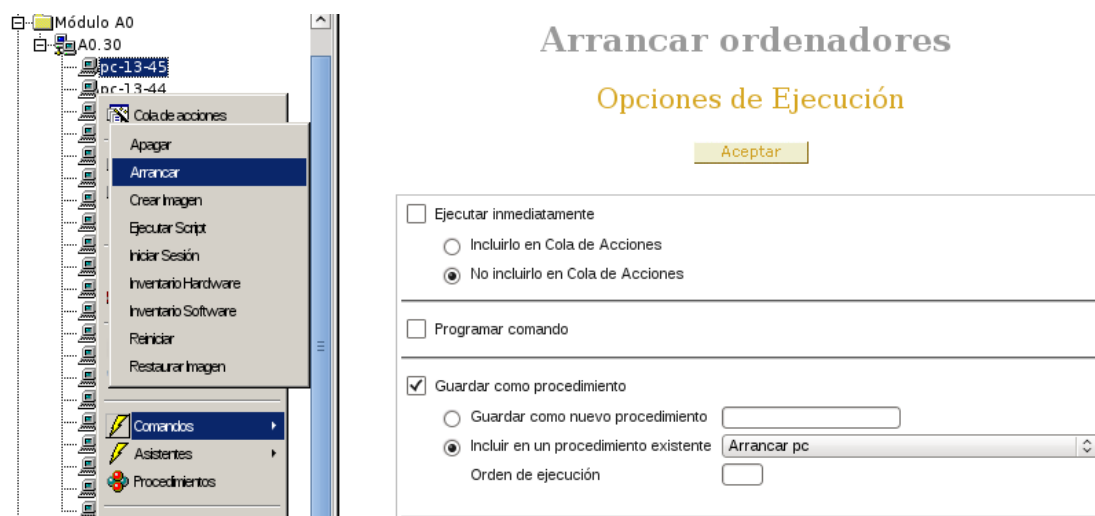 Módulo A0
A0.30
pc-13-45
pc-13-44
Cola de acciones
Apagar
Arrancar
Crear Imagen
Ejecutar Script
Iniciar Sesión
Inventario Hardware
Inventario Software
Reiniciar
Restaurar Imagen
Comandos
Asistentes
Procedimientos
Arrancar ordenadores
Opciones de Ejecución
Aceptar
Ejecutar inmediatamente
Incluirlo en Cola de Acciones
No incluirlo en Cola de Acciones
Programar comando
Guardar como procedimiento
Guardar como nuevo procedimiento
Incluir en un procedimiento existente Arrancar pc
Orden de ejecución